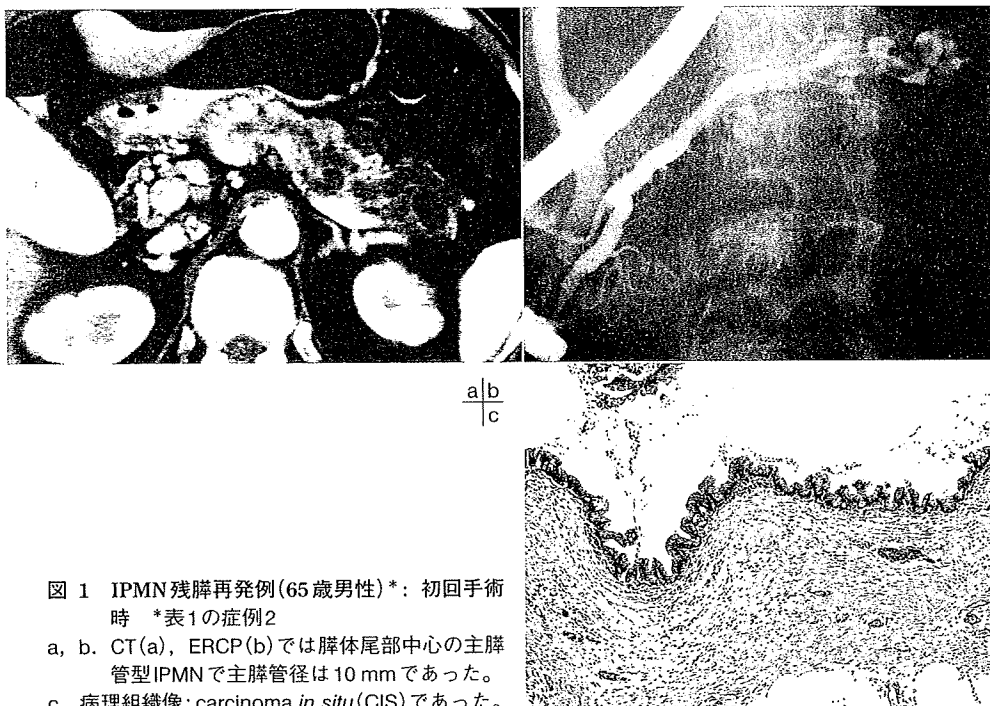 a b
c
図 1 IPMN残膵再発例(65歳男性)*:初回手術
時 *表1の症例2
a, b. CT(a),ERCP(b)では膵体尾部中心の主膵
管型IPMNで主膵管径は10 mmであった。
c. 病理組織像:carcinoma in situ(CIS)であった。